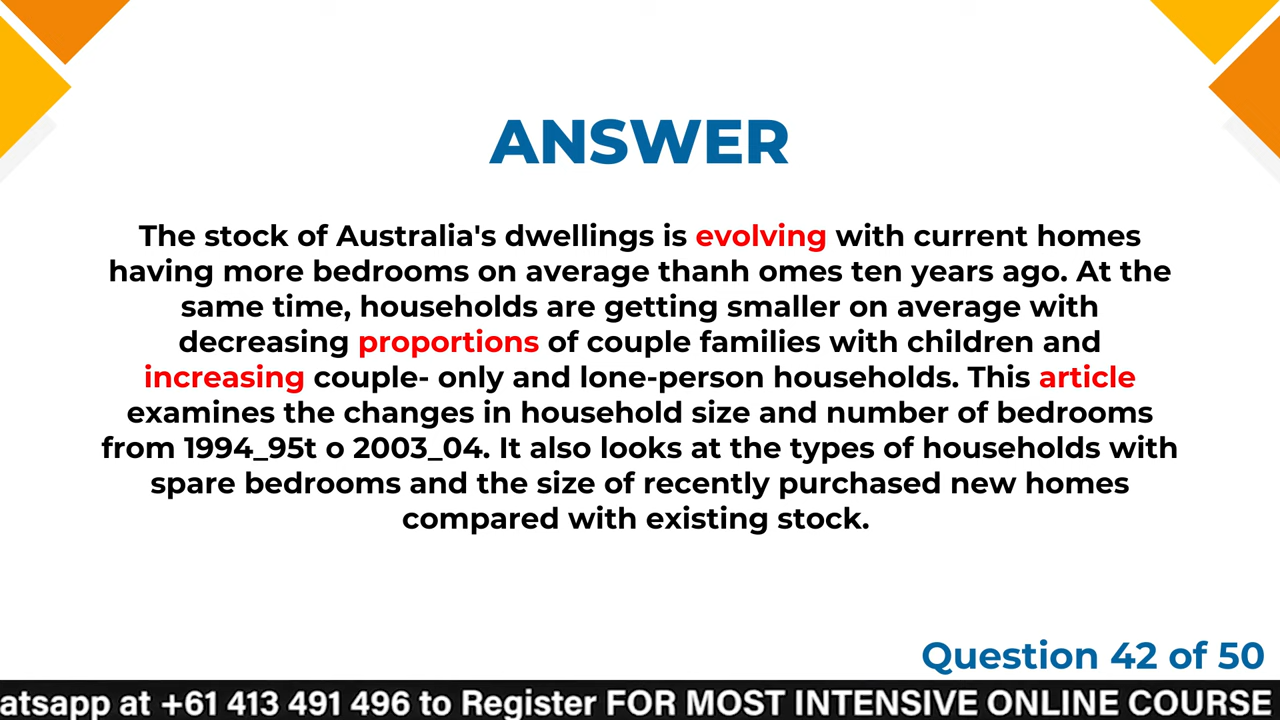 ANSWER
The stock of Australia's dwellings is evolving with current homes
having more bedrooms on average thanh omes ten years ago. At the
same time, households are getting smaller on average with
decreasing proportions of couple families with children and
increasing couple- only and lone-person households. This article
examines the changes in household size and number of bedrooms
from 1994_95t o 2003_04. It also looks at the types of households with
spare bedrooms and the size of recently purchased new homes
compared with existing stock.
Question 42 of 50
atsapp at +61 413 491 496 to Register FOR MOST INTENSIVE ONLINE COURSE